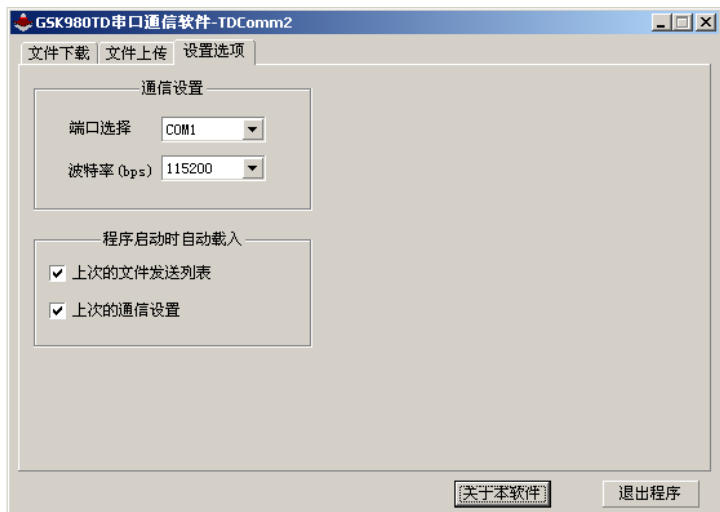 GSK980TD串口通信软件-TDComm2
文件下载 文件上传 设置选项
通信设置
端口选择 COM1
波特率(bps) 115200
程序启动时自动载入
上次的文件发送列表
上次的通信设置
关于本软件 退出程序